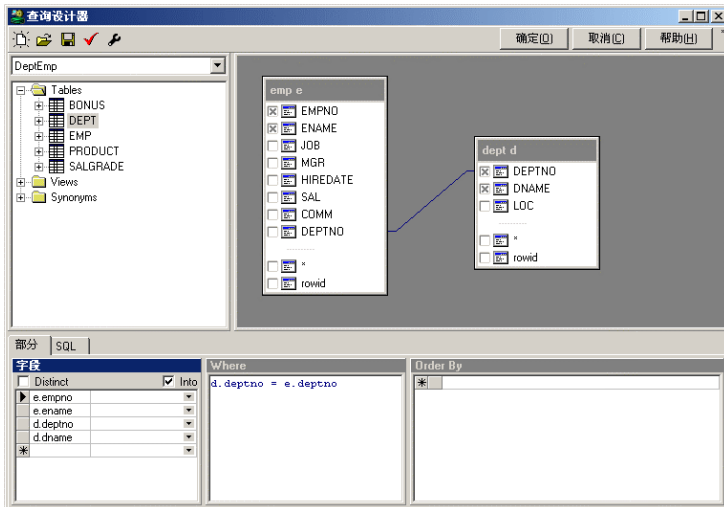 查询设计器
确定(O) 取消(C) 帮助(H)
DeptEmp
Tables
BONUS
DEPT
EMP
PRODUCT
SALGRADE
Views
Synonyms
emp e
EMPNO
ENAME
JOB
MGR
HIREDATE
SAL
COMM
DEPTNO
*
rowid
dept d
DEPTNO
DNAME
LOC
*
rowid
部分 SQL
字段
Distinct Into
e.empno
e.ename
d.deptno
d.dname
Where
d.deptno = e.deptno
Order By